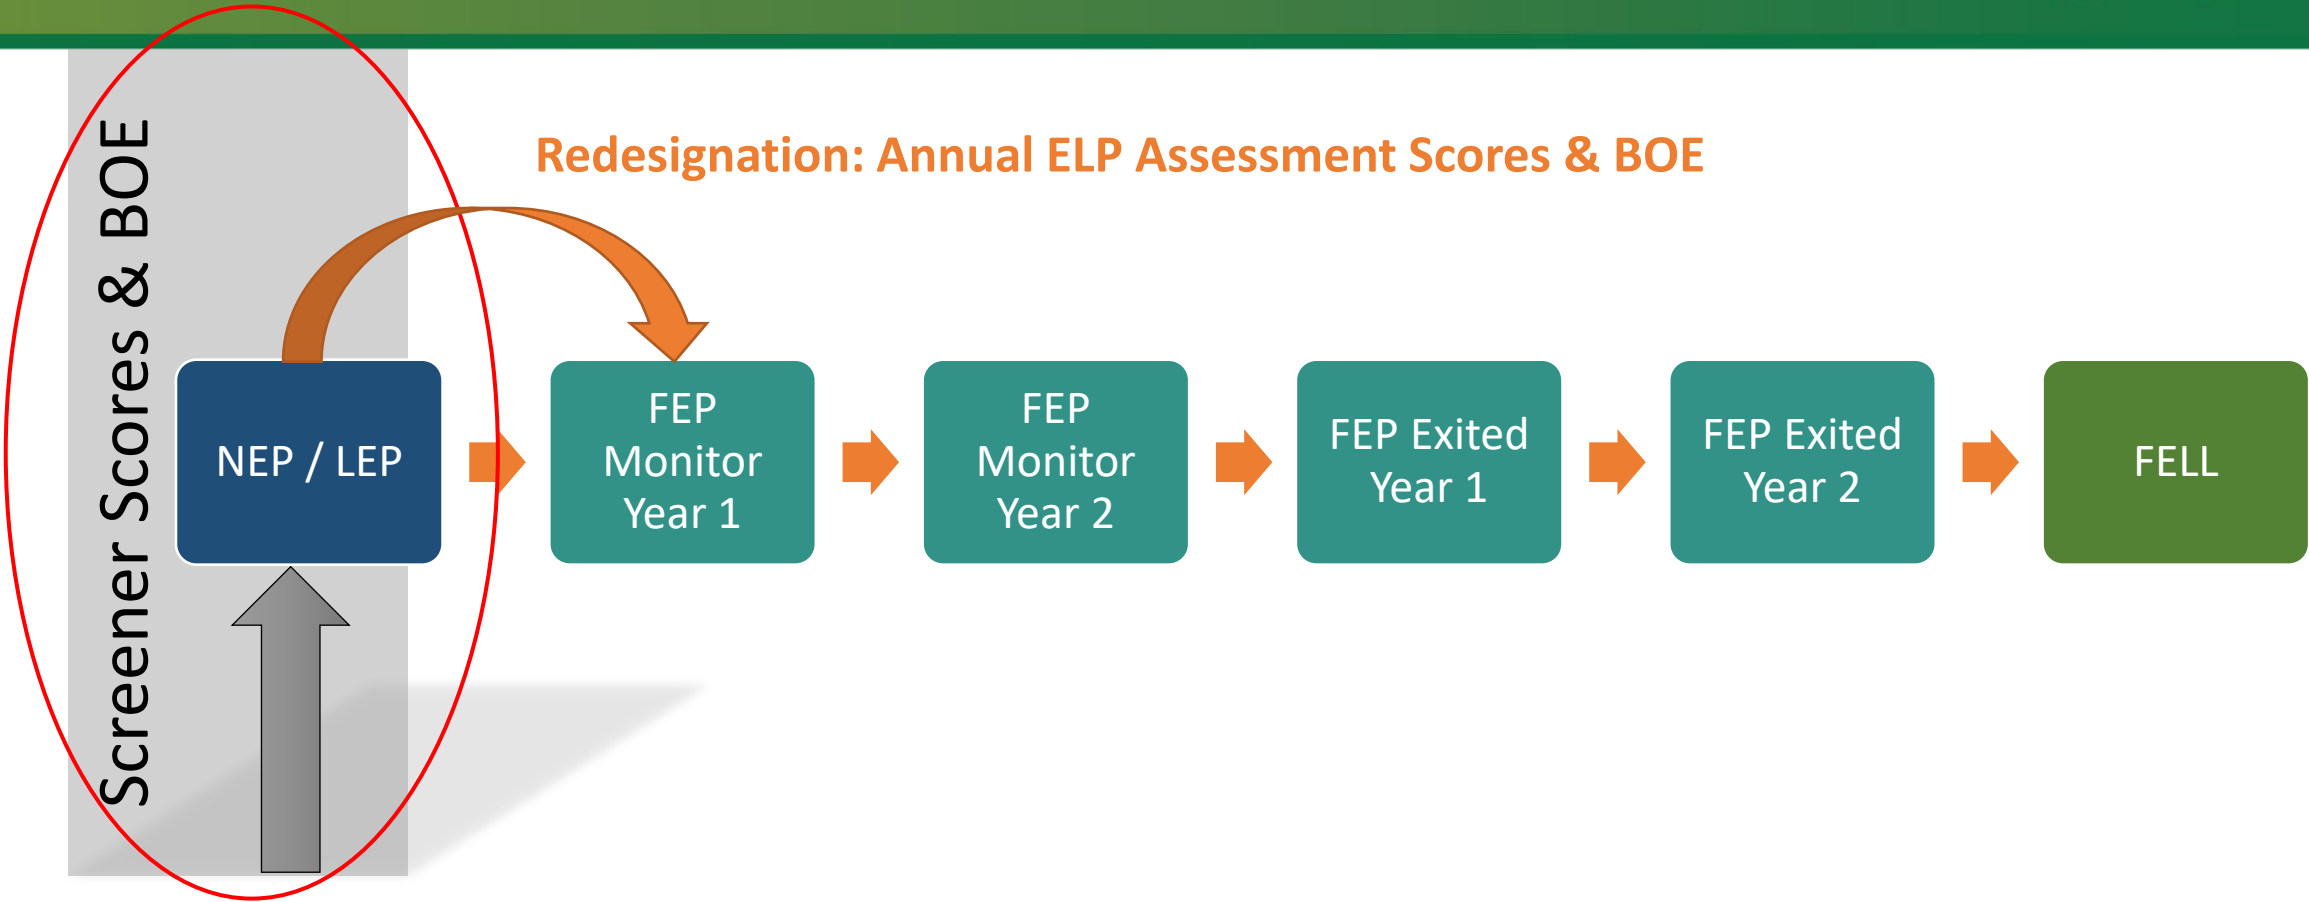 Screener Scores & BOE
Redesignation: Annual ELP Assessment Scores & BOE
NEP / LEP
FEP
Monitor
Year 1
FEP
Monitor
Year 2
FEP Exited
Year 1
FEP Exited
Year 2
FELL